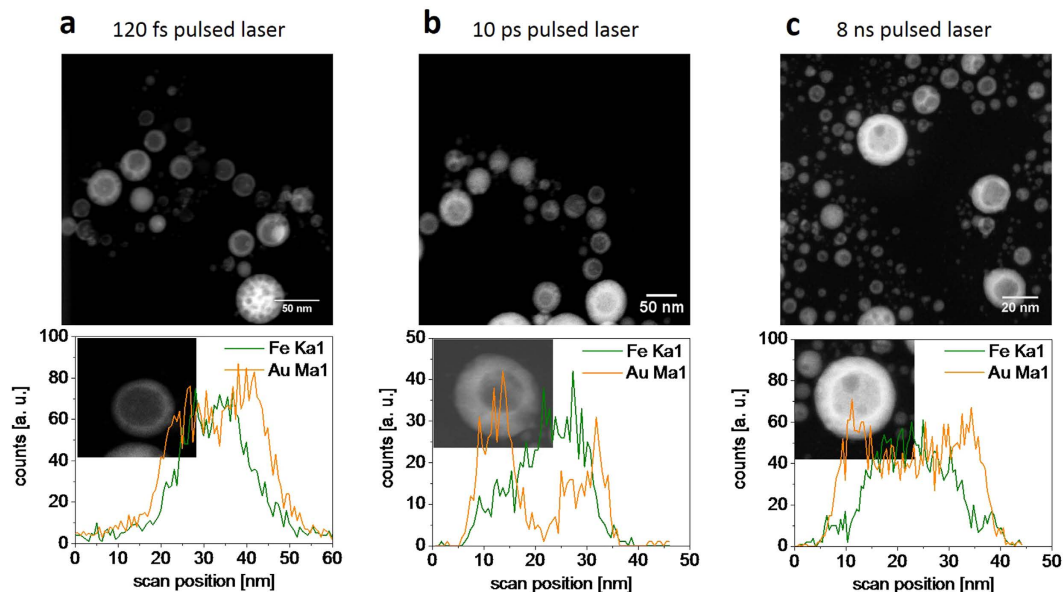 a
120 fs pulsed laser
b
10 ps pulsed laser
c
8 ns pulsed laser
50 nm
50 nm
20 nm
100
80
60
40
20
0
counts [a. u.]
Fe Ka1
Au Ma1
0 10 20 30 40 50 60
scan position [nm]
50
40
30
20
10
0
counts [a. u.]
Fe Ka1
Au Ma1
0 10 20 30 40 50
scan position [nm]
100
80
60
40
20
0
counts [a. u.]
Fe Ka1
Au Ma1
0 10 20 30 40 50
scan position [nm]